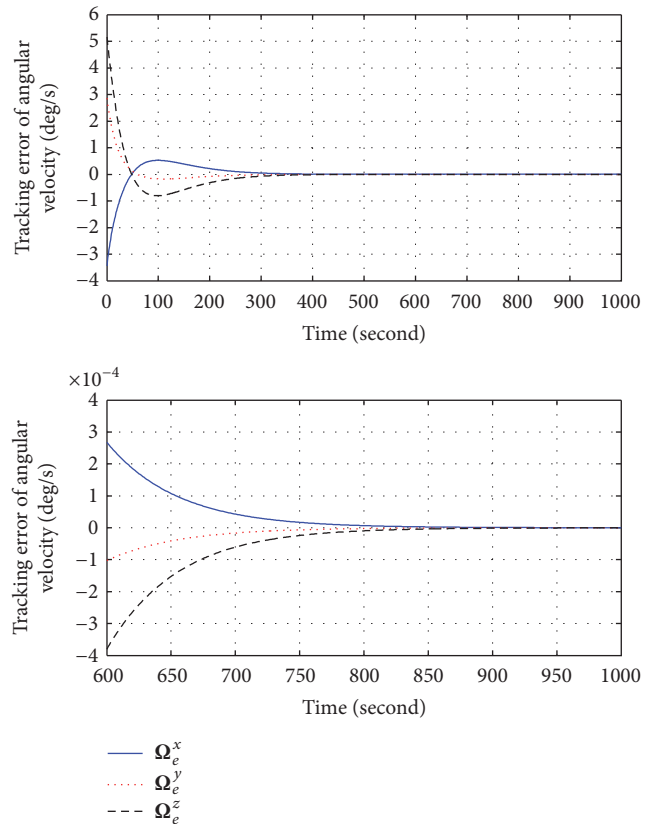 Tracking error of angular
velocity (deg/s)
6
5
4
3
2
1
0
−1
−2
−3
−4
0 100 200 300 400 500 600 700 800 900 1000
Time (second)
×10⁻⁴
Tracking error of angular
velocity (deg/s)
4
3
2
1
0
−1
−2
−3
−4
600 650 700 750 800 850 900 950 1000
Time (second)
Ωₑˣ
Ωₑʸ
Ωₑᶻ